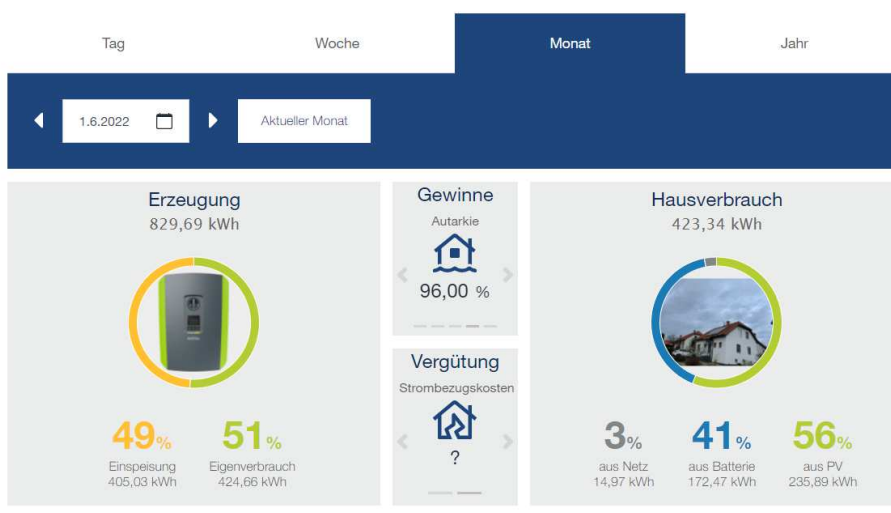 Tag
Woche
Monat
Jahr
1.6.2022
Aktueller Monat
Erzeugung
829,69 kWh
49%
Einspeisung
405,03 kWh
51%
Eigenverbrauch
424,66 kWh
Gewinne
Autarkie
96,00 %
Vergütung
Strombezugskosten
?
Hausverbrauch
423,34 kWh
3%
aus Netz
14,97 kWh
41%
aus Batterie
172,47 kWh
56%
aus PV
235,89 kWh